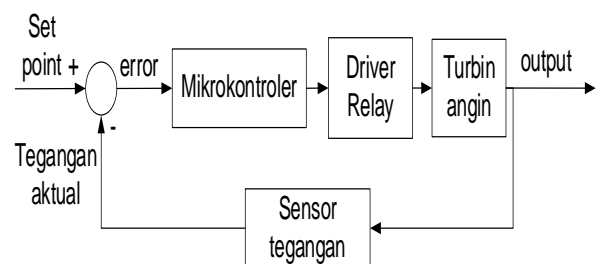 Set
point +
error
Mikrokontroler
Driver
Relay
Turbin
angin
output
-
Tegangan
aktual
Sensor
tegangan